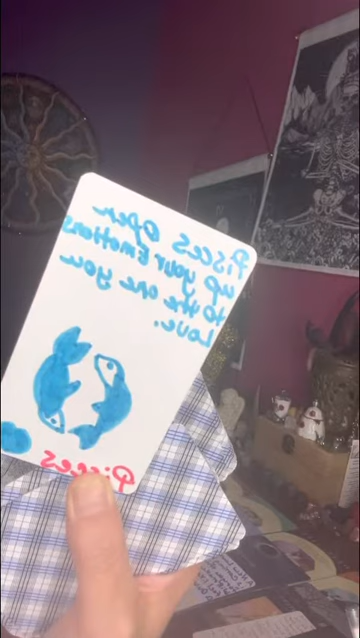 Pisces open
up your Emotions
to the one you
Love.
Pisces